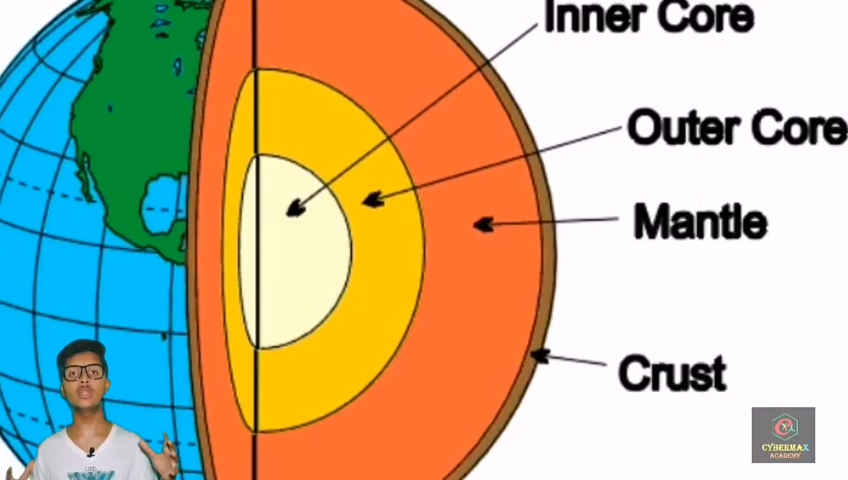 Inner Core
Outer Core
Mantle
Crust
CYBERMAX
ACADEMY